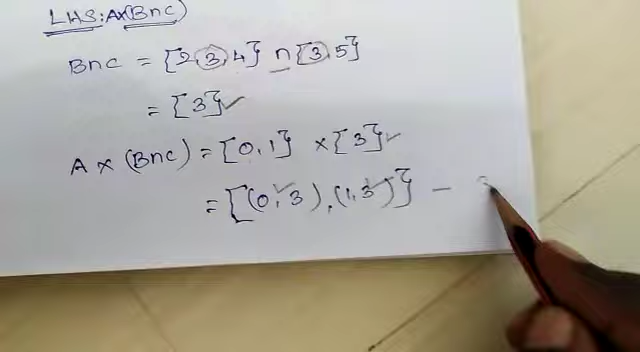 LHS: A×(B∩C)
B∩C = {2,3,4} ∩ {3,5}
= {3}
A × (B∩C) = {0,1} × {3}
= {(0,3),(1,3)} —